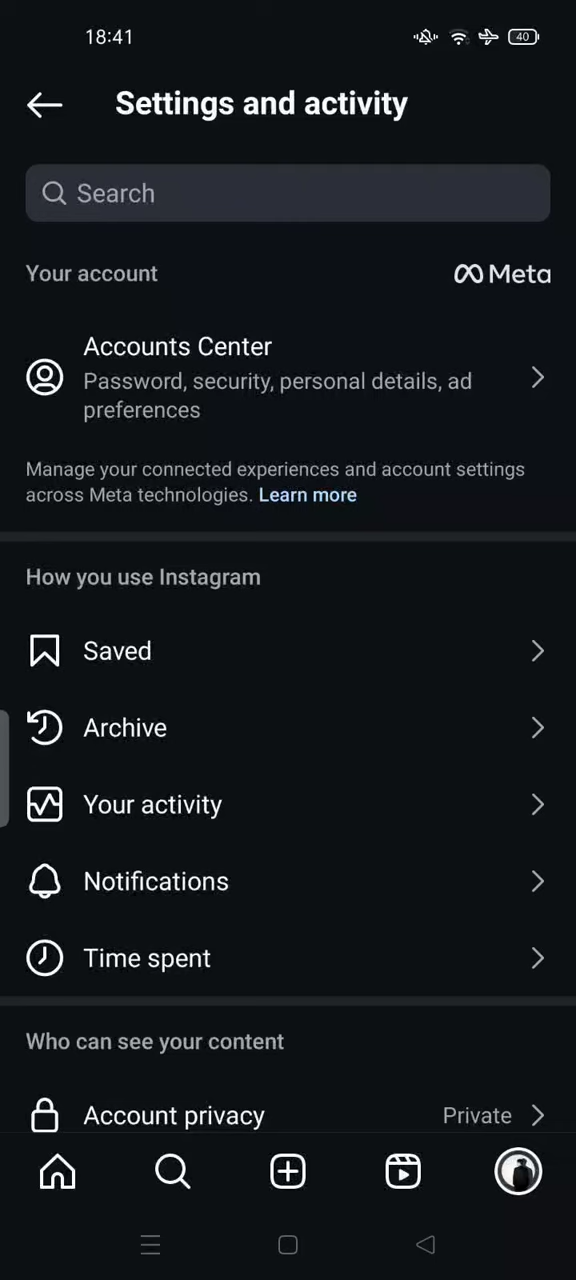 18:41
40
Settings and activity
Search
Your account
Meta
Accounts Center
Password, security, personal details, ad
preferences
Manage your connected experiences and account settings
across Meta technologies. Learn more
How you use Instagram
Saved
Archive
Your activity
Notifications
Time spent
Who can see your content
Account privacy
Private